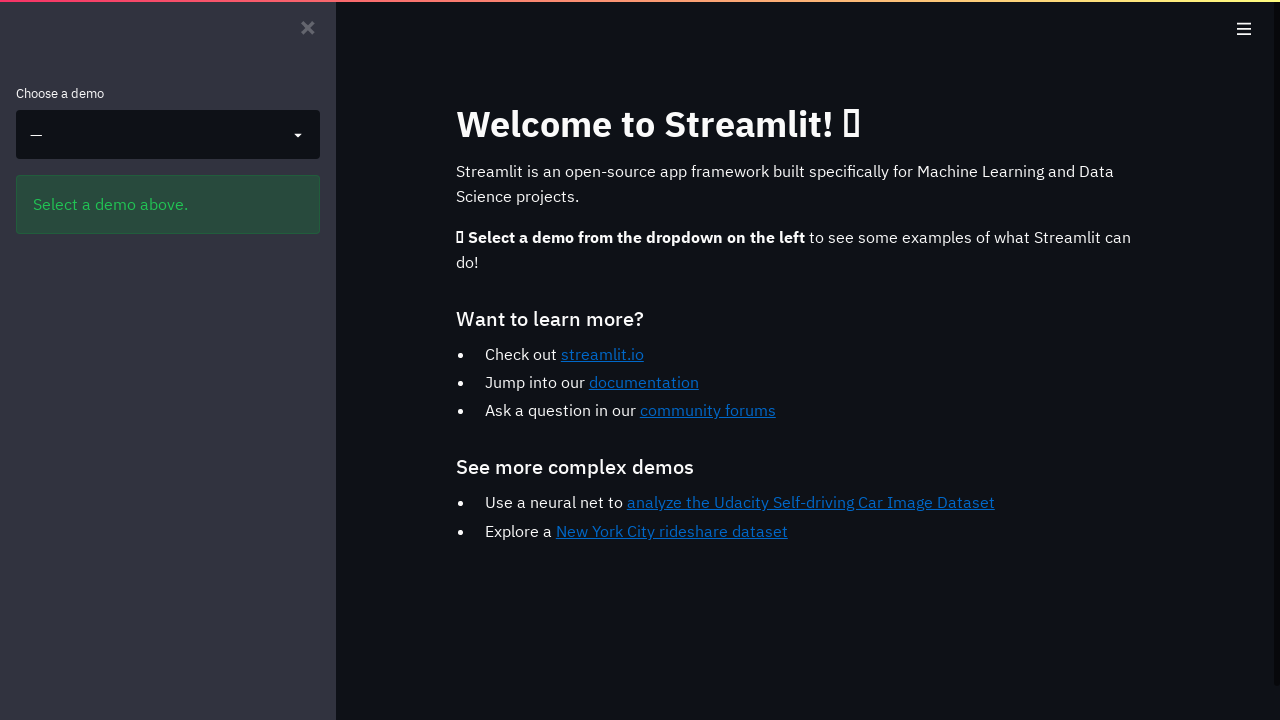 Choose a demo
—
Select a demo above.
Welcome to Streamlit!
Streamlit is an open-source app framework built specifically for Machine Learning and Data
Science projects.
Select a demo from the dropdown on the left to see some examples of what Streamlit can
do!
Want to learn more?
• Check out streamlit.io
• Jump into our documentation
• Ask a question in our community forums
See more complex demos
• Use a neural net to analyze the Udacity Self-driving Car Image Dataset
• Explore a New York City rideshare dataset